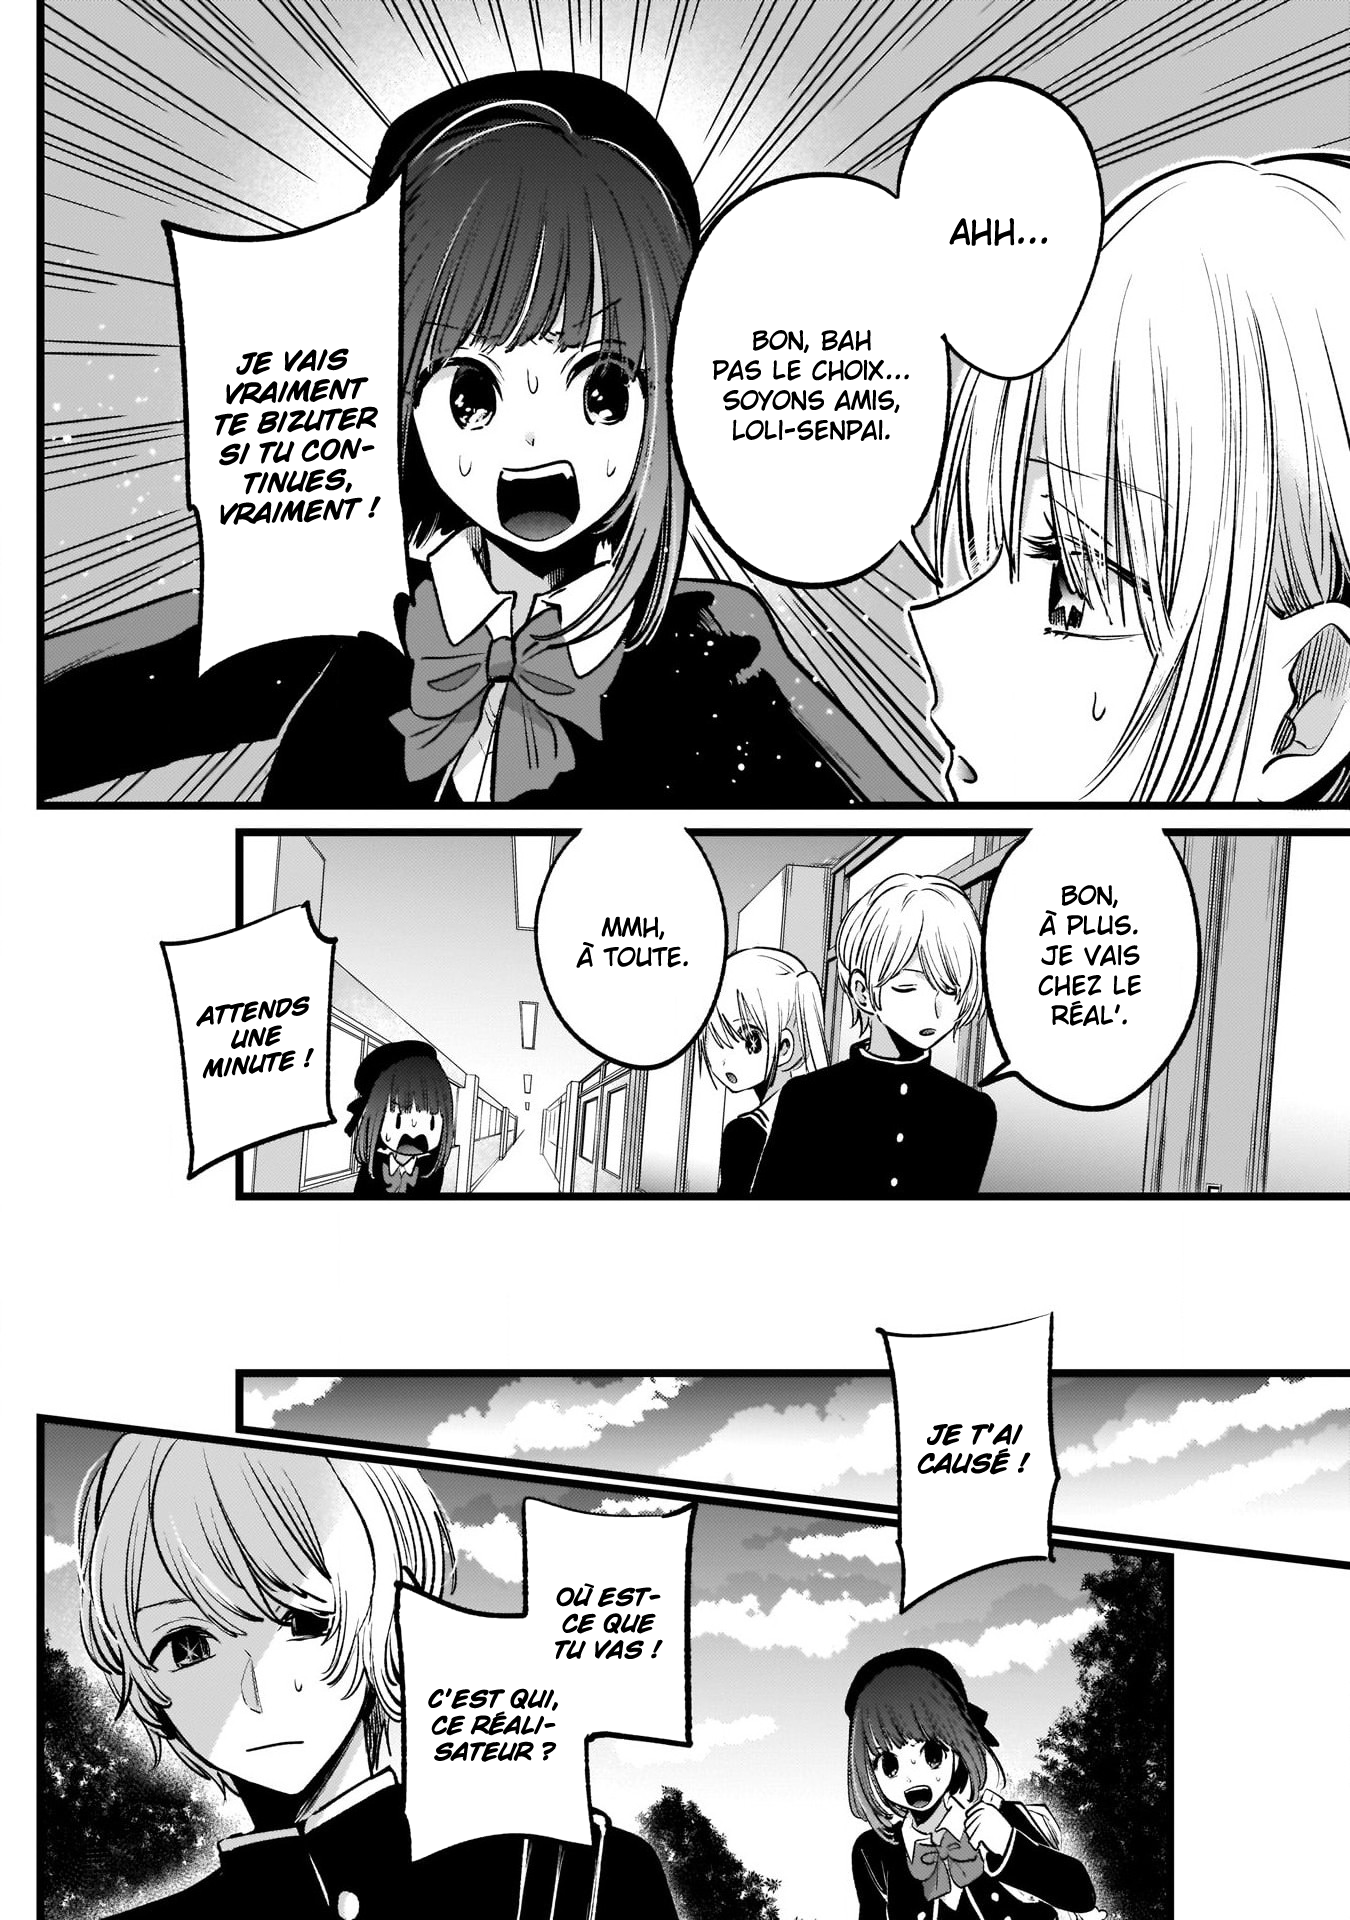 AHH...
BON, BAH
PAS LE CHOIX...
SOYONS AMIS,
LOLI-SENPAI.
JE VAIS
VRAIMENT
TE BIZUTER
SI TU CON-
TINUES,
VRAIMENT !
BON,
À PLUS.
JE VAIS
CHEZ LE
RÉAL'.
MMH,
À TOUTE.
ATTENDS
UNE
MINUTE !
JE T'AI
CAUSÉ !
OÙ EST-
CE QUE
TU VAS !
C'EST QUI,
CE RÉALI-
SATEUR ?